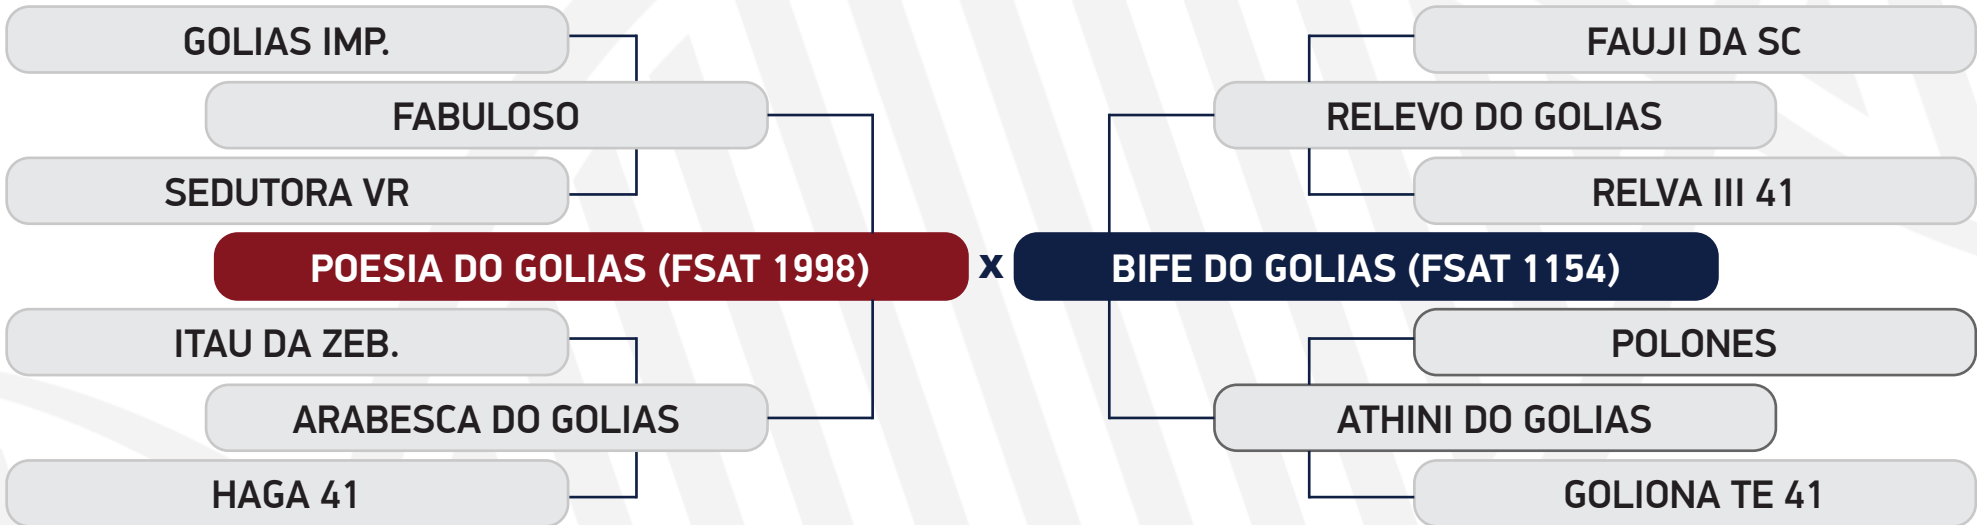 GOLIAS IMP.
FAUJI DA SC
FABULOSO
RELEVO DO GOLIAS
SEDUTORA VR
RELVA III 41
POESIA DO GOLIAS (FSAT 1998) x BIFE DO GOLIAS (FSAT 1154)
ITAU DA ZEB.
POLONES
ARABESCA DO GOLIAS
ATHINI DO GOLIAS
HAGA 41
GOLIONA TE 41